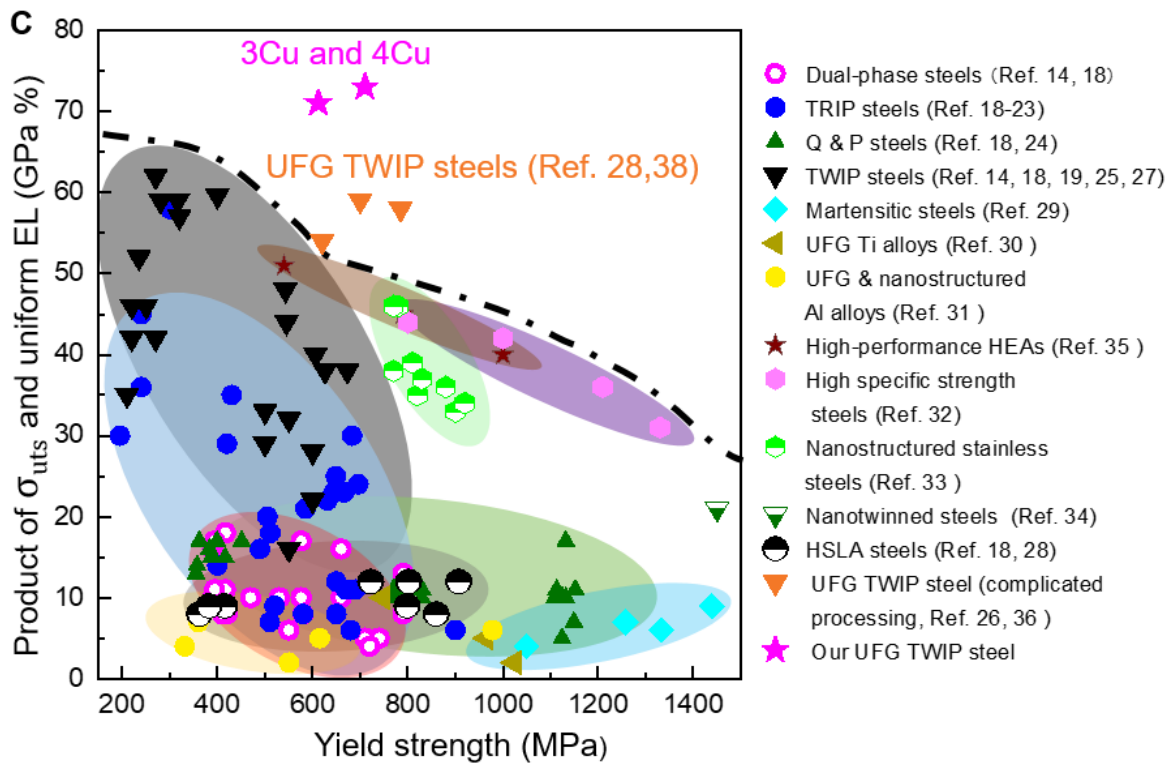 C
Product of σuts and uniform EL (GPa %)
80
70
60
50
40
30
20
10
0
200 400 600 800 1000 1200 1400
Yield strength (MPa)
3Cu and 4Cu
UFG TWIP steels (Ref. 28,38)
Dual-phase steels (Ref. 14, 18)
TRIP steels (Ref. 18-23)
Q & P steels (Ref. 18, 24)
TWIP steels (Ref. 14, 18, 19, 25, 27)
Martensitic steels (Ref. 29)
UFG Ti alloys (Ref. 30 )
UFG & nanostructured
Al alloys (Ref. 31 )
High-performance HEAs (Ref. 35 )
High specific strength
steels (Ref. 32)
Nanostructured stainless
steels (Ref. 33 )
Nanotwinned steels (Ref. 34)
HSLA steels (Ref. 18, 28)
UFG TWIP steel (complicated
processing, Ref. 26, 36 )
Our UFG TWIP steel